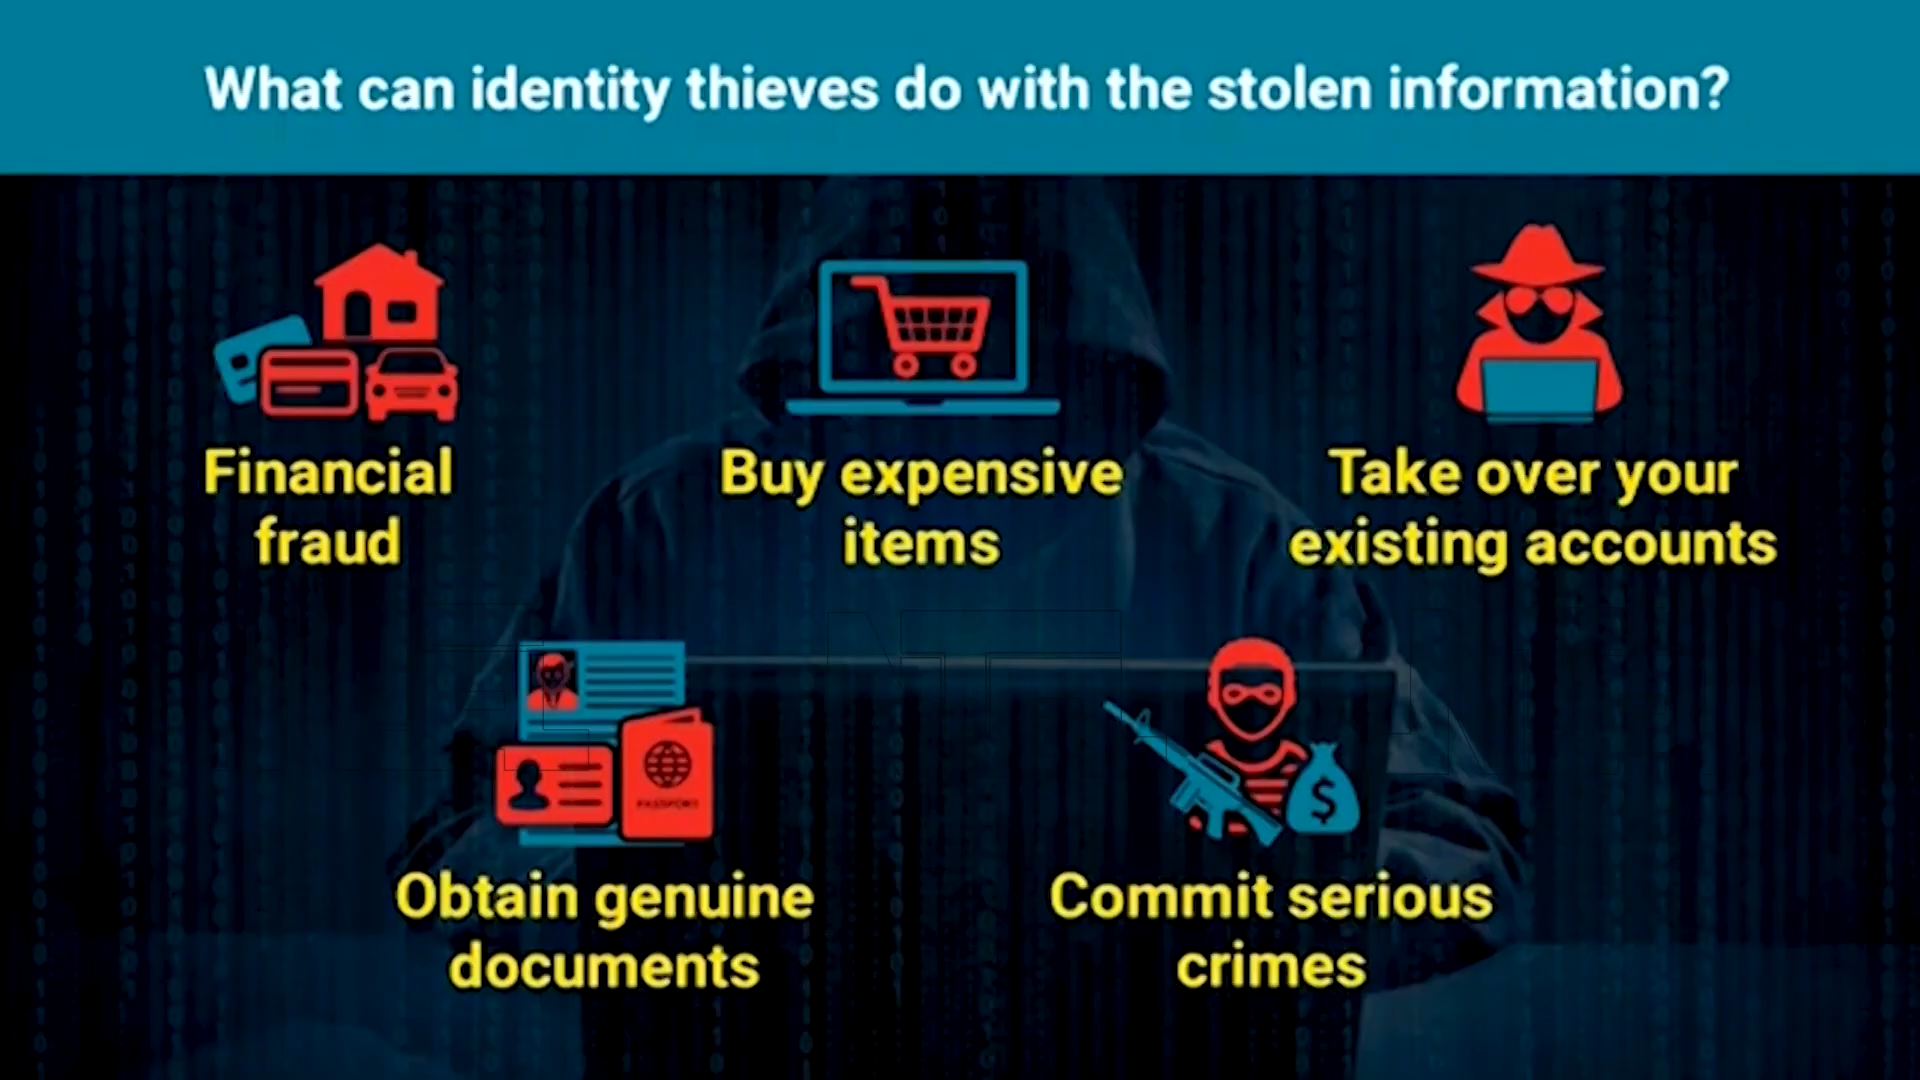 What can identity thieves do with the stolen information?
Financial
fraud
Buy expensive
items
Take over your
existing accounts
PASSPORT
Obtain genuine
documents
$
Commit serious
crimes